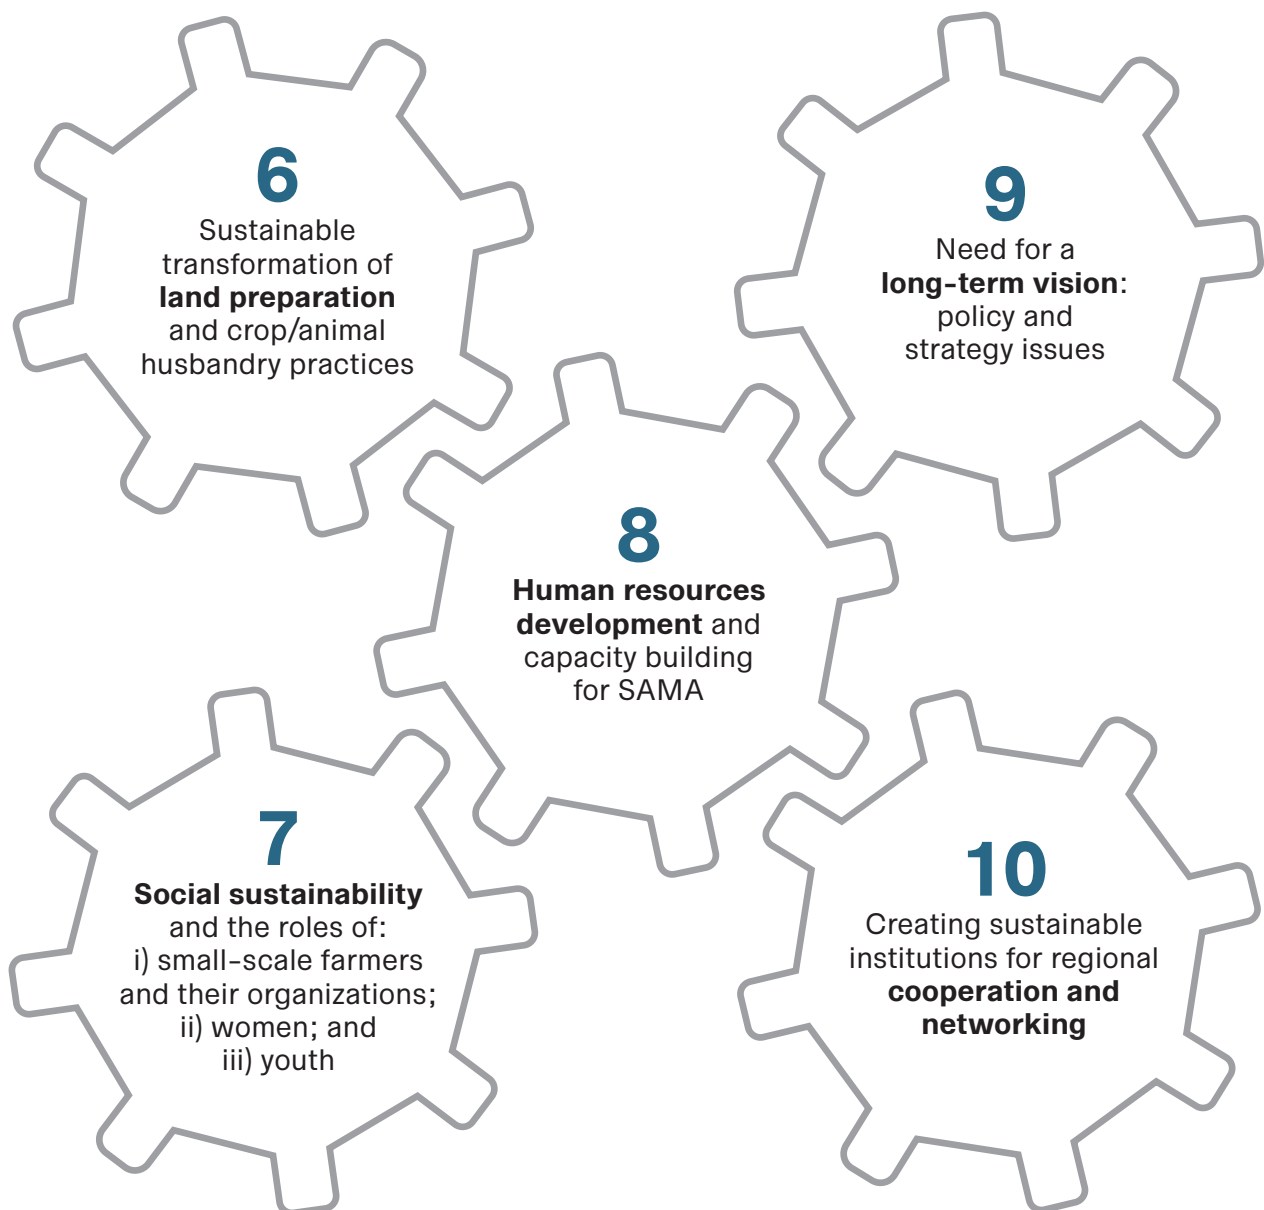 6
Sustainable
transformation of
land preparation
and crop/animal
husbandry practices
7
Social sustainability
and the roles of:
i) small-scale farmers
and their organizations;
ii) women; and
iii) youth
8
Human resources
development and
capacity building
for SAMA
9
Need for a
long-term vision:
policy and
strategy issues
10
Creating sustainable
institutions for regional
cooperation and
networking